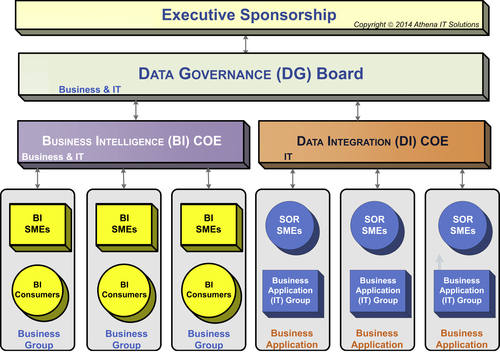 Executive Sponsorship
Copyright © 2014 Athena IT Solutions
DATA GOVERNANCE (DG) Board
Business & IT
BUSINESS INTELLIGENCE (BI) COE
Business & IT
DATA INTEGRATION (DI) COE
IT
BI
SMEs
BI
SMEs
BI
SMEs
SOR
SMEs
SOR
SMEs
SOR
SMEs
BI
Consumers
BI
Consumers
BI
Consumers
Business
Application
(IT) Group
Business
Application
(IT) Group
Business
Application
(IT) Group
Business
Group
Business
Group
Business
Group
Business
Application
Business
Application
Business
Application